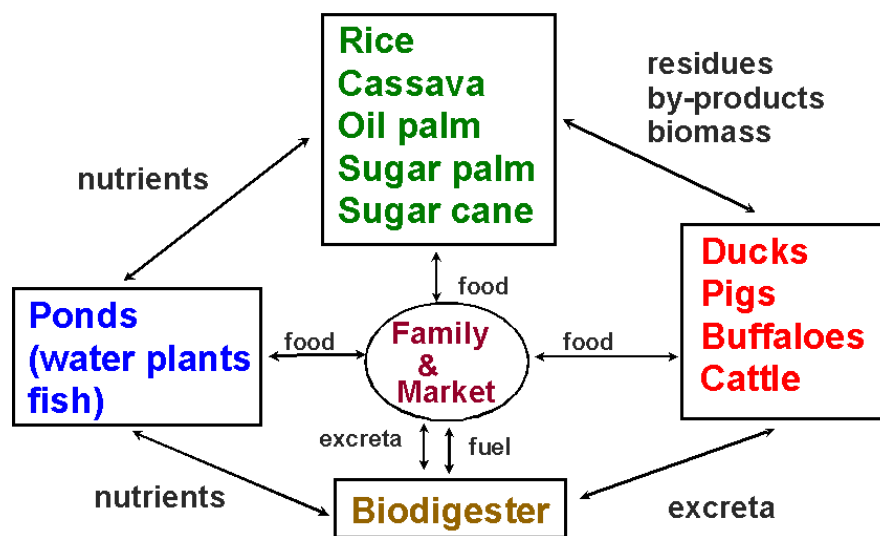 Rice
Cassava
Oil palm
Sugar palm
Sugar cane
residues
by-products
biomass
nutrients
Ducks
Pigs
Buffaloes
Cattle
food
Ponds
(water plants
fish)
food
Family
&
Market
food
excreta
fuel
nutrients
Biodigester
excreta